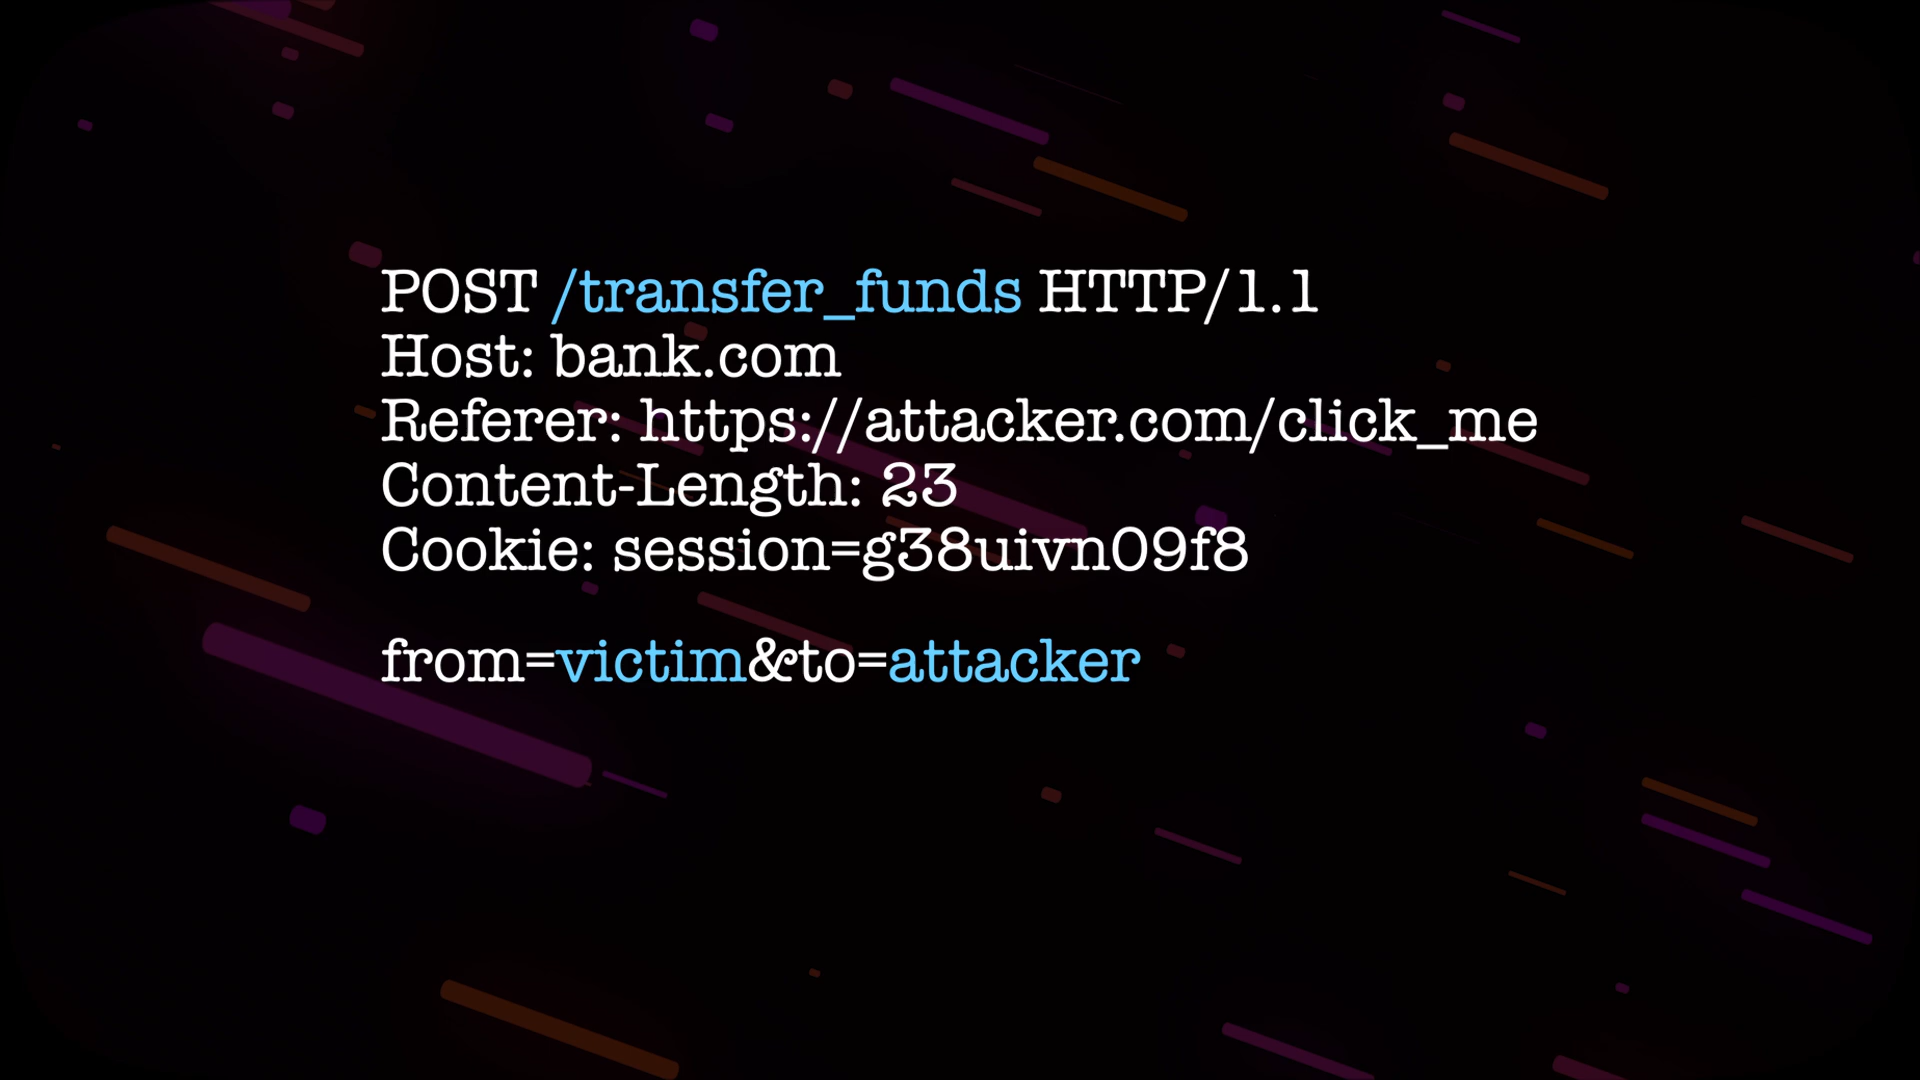 POST /transfer_funds HTTP/1.1
Host: bank.com
Referer: https://attacker.com/click_me
Content-Length: 23
Cookie: session=g38uivn09f8
from=victim&to=attacker